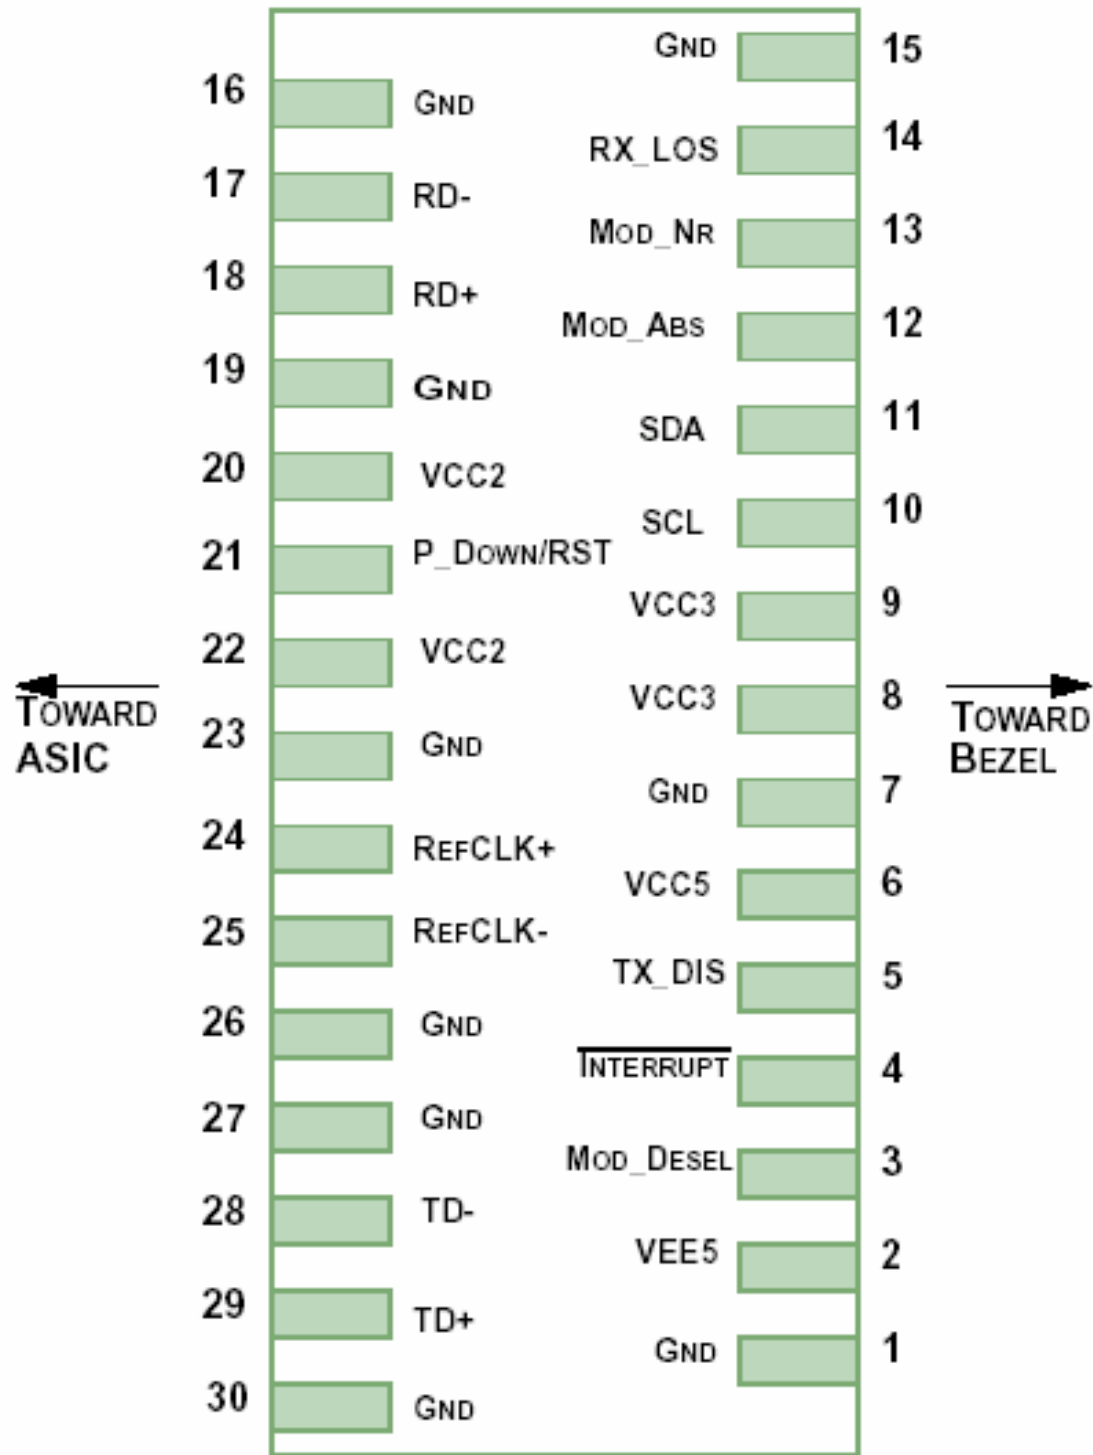 GND 15
16 GND
RX_LOS 14
17 RD-
MOD_NR 13
18 RD+
MOD_ABS 12
19 GND
SDA 11
20 VCC2
SCL 10
21 P_DOWN/RST
VCC3 9
22 VCC2
VCC3 8
TOWARD
ASIC
TOWARD
BEZEL
23 GND
GND 7
24 REFCLK+
VCC5 6
25 REFCLK-
TX_DIS 5
26 GND
INTERRUPT 4
27 GND
MOD_DESEL 3
28 TD-
VEE5 2
29 TD+
GND 1
30 GND